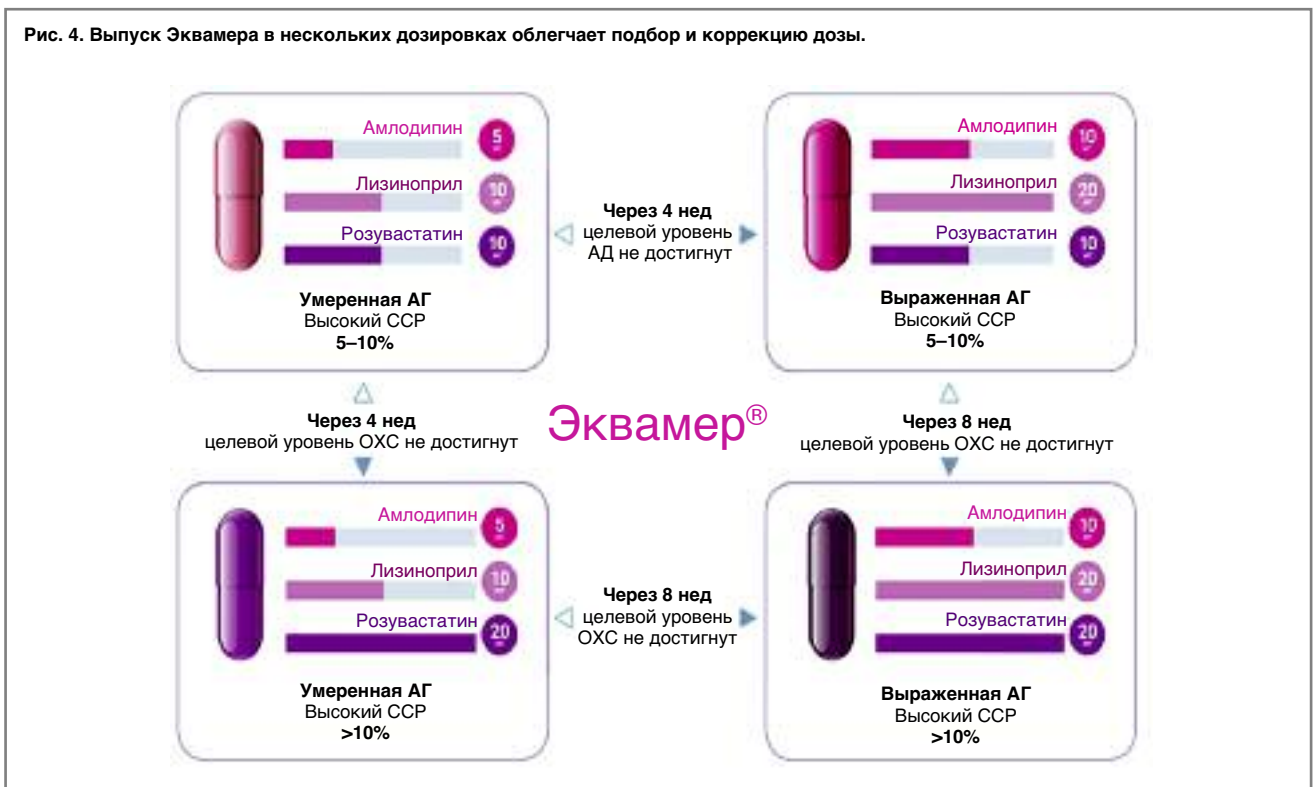 Рис. 4. Выпуск Эквамера в нескольких дозировках облегчает подбор и коррекцию дозы.
Амлодипин 5
Лизиноприл 10
Розувастатин 10
Умеренная АГ
Высокий ССР
5–10%
Через 4 нед
целевой уровень
АД не достигнут
Амлодипин 10
Лизиноприл 20
Розувастатин 10
Выраженная АГ
Высокий ССР
5–10%
Через 4 нед
целевой уровень ОХС не достигнут
Эквамер®
Через 8 нед
целевой уровень ОХС не достигнут
Амлодипин 5
Лизиноприл 10
Розувастатин 20
Умеренная АГ
Высокий ССР
>10%
Через 8 нед
целевой уровень
ОХС не достигнут
Амлодипин 10
Лизиноприл 20
Розувастатин 20
Выраженная АГ
Высокий ССР
>10%